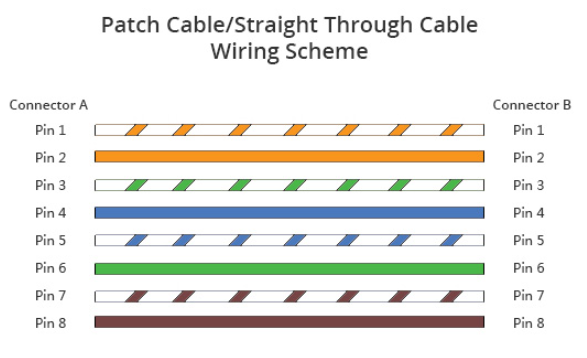 Patch Cable/Straight Through Cable
Wiring Scheme
Connector A Connector B
Pin 1 Pin 1
Pin 2 Pin 2
Pin 3 Pin 3
Pin 4 Pin 4
Pin 5 Pin 5
Pin 6 Pin 6
Pin 7 Pin 7
Pin 8 Pin 8